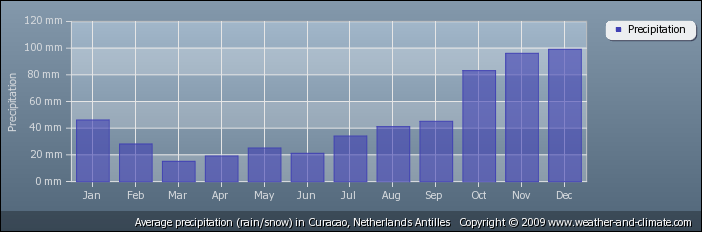 120 mm
100 mm
80 mm
60 mm
40 mm
20 mm
0 mm
Precipitation
Jan Feb Mar Apr May Jun Jul Aug Sep Oct Nov Dec
Precipitation
Average precipitation (rain/snow) in Curacao, Netherlands Antilles Copyright © 2009 www.weather-and-climate.com